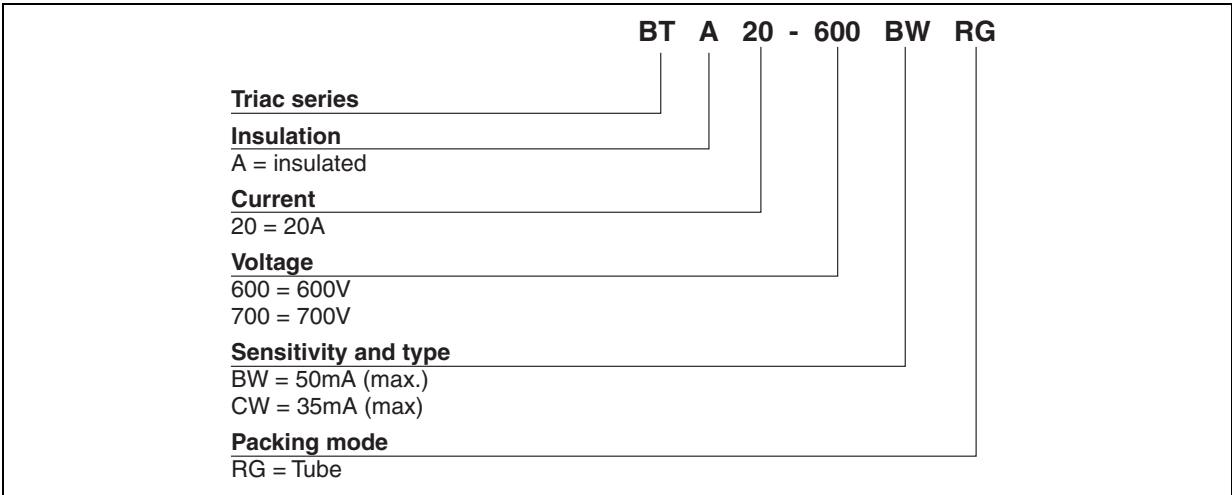 BT A 20 - 600 BW RG
Triac series
Insulation
A = insulated
Current
20 = 20A
Voltage
600 = 600V
700 = 700V
Sensitivity and type
BW = 50mA (max.)
CW = 35mA (max)
Packing mode
RG = Tube